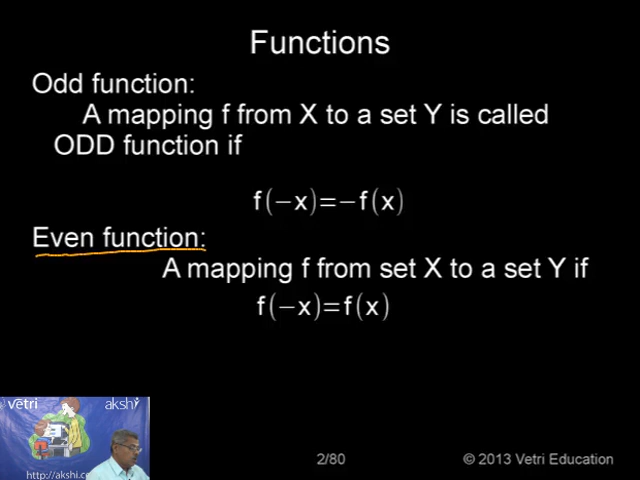 Functions
Odd function:
A mapping f from X to a set Y is called
ODD function if
f(−x)=−f(x)
Even function:
A mapping f from set X to a set Y if
f(−x)=f(x)
vetri akshi
http://akshi.com
2/80 © 2013 Vetri Education